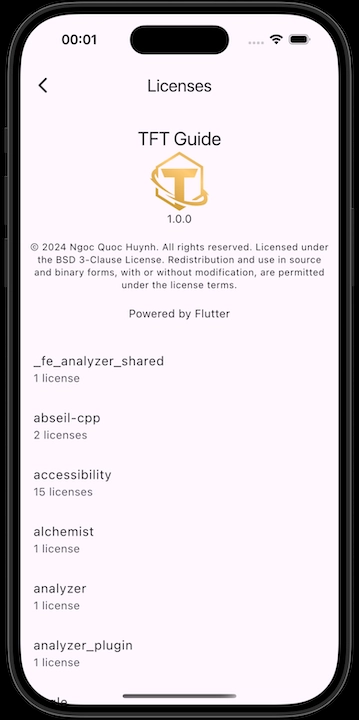 00:01
Licenses
TFT Guide
T
1.0.0
© 2024 Ngoc Quoc Huynh. All rights reserved. Licensed under
the BSD 3-Clause License. Redistribution and use in source
and binary forms, with or without modification, are permitted
under the license terms.
Powered by Flutter
_fe_analyzer_shared
1 license
abseil-cpp
2 licenses
accessibility
15 licenses
alchemist
1 license
analyzer
1 license
analyzer_plugin
1 license